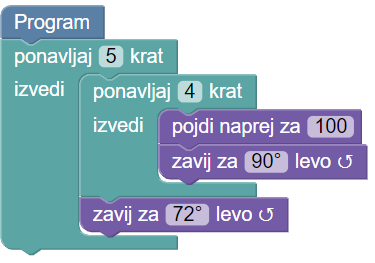 Program
ponavljaj 5 krat
izvedi ponavljaj 4 krat
izvedi pojdi naprej za 100
zavij za 90° levo ↺
zavij za 72° levo ↺